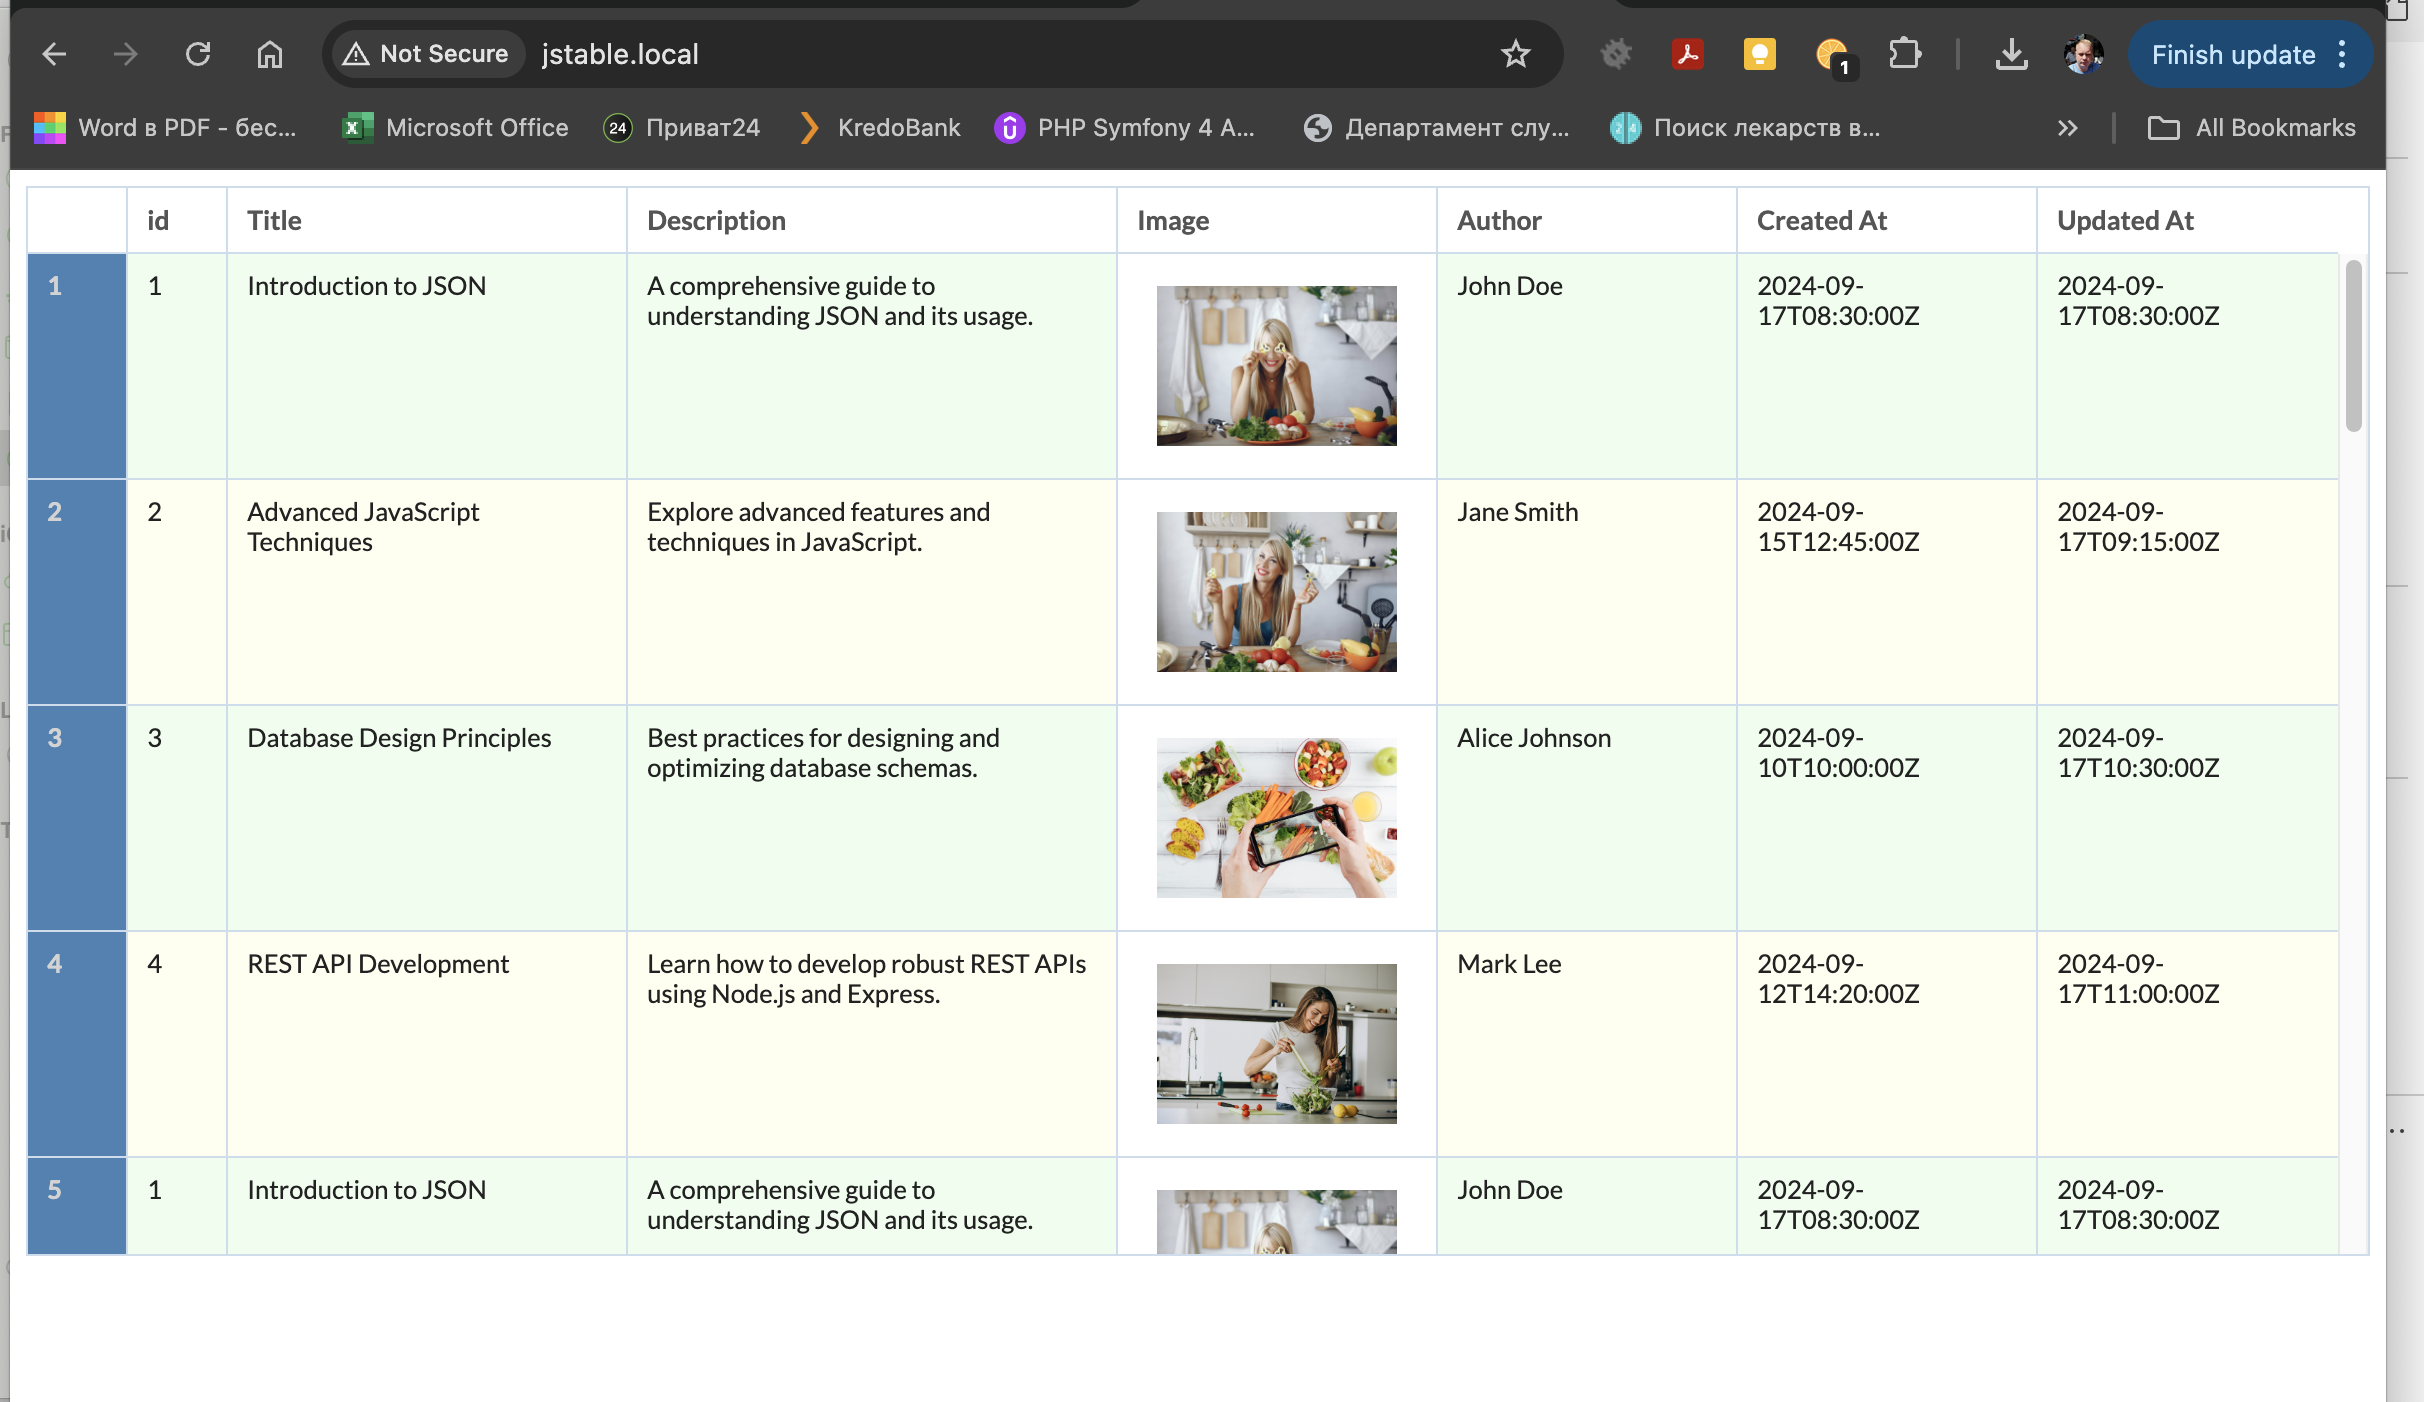 Not Secure
jstable.local
1
Finish update
Word в PDF - бес...
Microsoft Office
24
Приват24
KredoBank
PHP Symfony 4 A...
Департамент слу...
Поиск лекарств в...
All Bookmarks
id
Title
Description
Image
Author
Created At
Updated At
1
1
Introduction to JSON
A comprehensive guide to
understanding JSON and its usage.
John Doe
2024-09-
17T08:30:00Z
2024-09-
17T08:30:00Z
2
2
Advanced JavaScript
Techniques
Explore advanced features and
techniques in JavaScript.
Jane Smith
2024-09-
15T12:45:00Z
2024-09-
17T09:15:00Z
3
3
Database Design Principles
Best practices for designing and
optimizing database schemas.
Alice Johnson
2024-09-
10T10:00:00Z
2024-09-
17T10:30:00Z
4
4
REST API Development
Learn how to develop robust REST APIs
using Node.js and Express.
Mark Lee
2024-09-
12T14:20:00Z
2024-09-
17T11:00:00Z
5
1
Introduction to JSON
A comprehensive guide to
understanding JSON and its usage.
John Doe
2024-09-
17T08:30:00Z
2024-09-
17T08:30:00Z